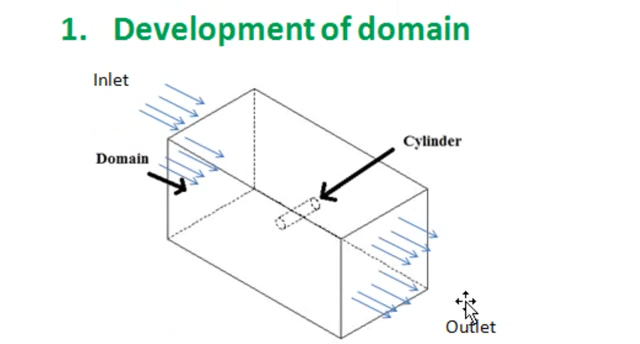 1. Development of domain
Inlet
Cylinder
Domain
Outlet